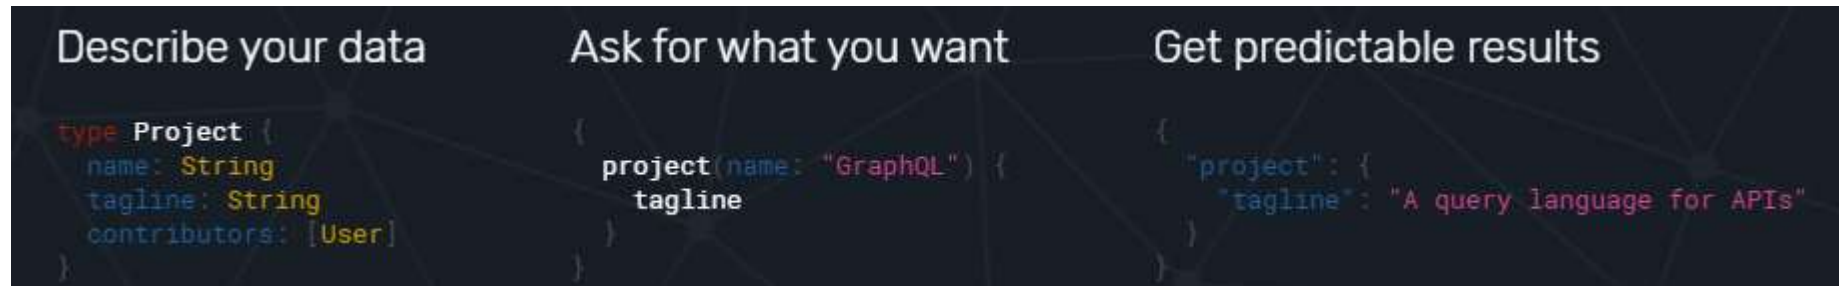 Describe your data
type Project {
  name: String
  tagline: String
  contributors: [User]
}
Ask for what you want
{
  project(name: "GraphQL") {
    tagline
  }
}
Get predictable results
{
  "project": {
    "tagline": "A query language for APIs"
  }
}